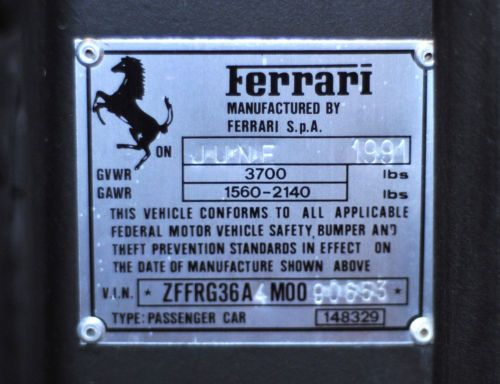 Ferrari
MANUFACTURED BY
FERRARI S.p.A.
ON JUNE 1991
GVWR 3700 lbs
GAWR 1560-2140 lbs
THIS VEHICLE CONFORMS TO ALL APPLICABLE
FEDERAL MOTOR VEHICLE SAFETY, BUMPER AND
THEFT PREVENTION STANDARDS IN EFFECT ON
THE DATE OF MANUFACTURE SHOWN ABOVE
V.I.N. * ZFFRG36A4M0090653 *
TYPE: PASSENGER CAR 148329